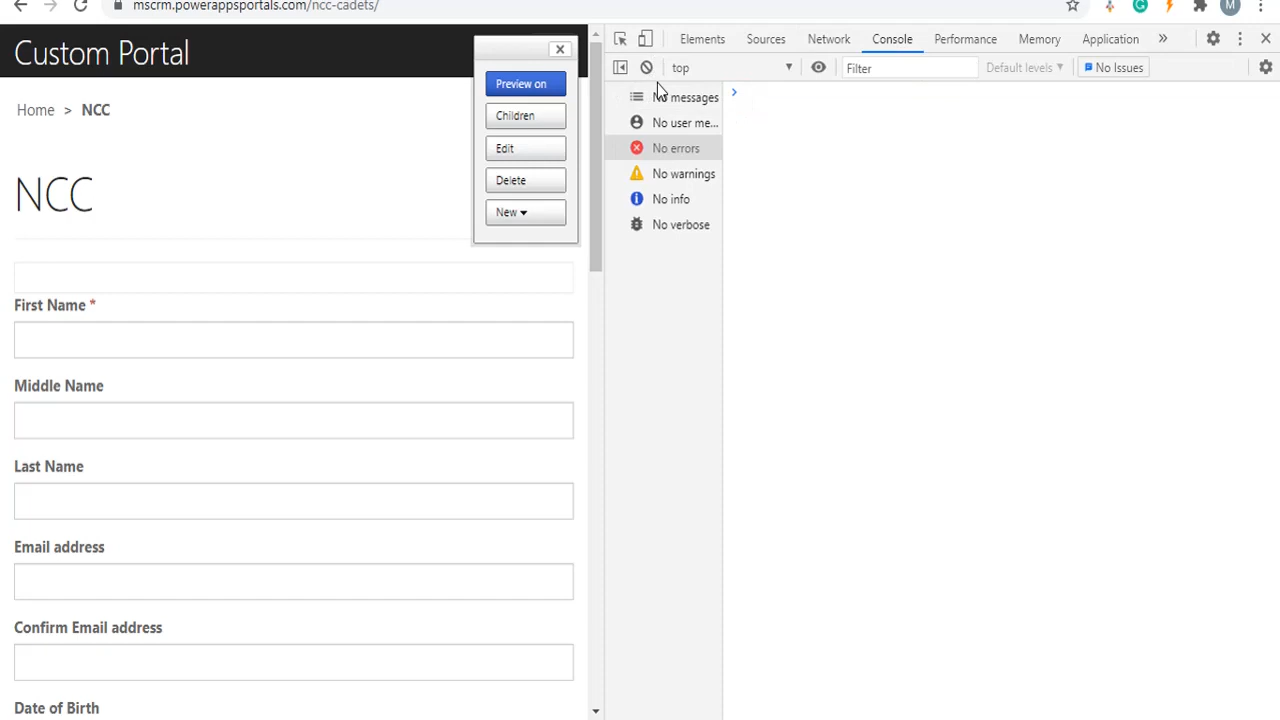 mscrm.powerappsportals.com/ncc-cadets/
M
Custom Portal
Home > NCC
NCC
Preview on
Children
Edit
Delete
New
First Name *
Middle Name
Last Name
Email address
Confirm Email address
Date of Birth
Elements Sources Network Console Performance Memory Application »
top Filter Default levels No Issues
No messages
No user me...
No errors
No warnings
No info
No verbose